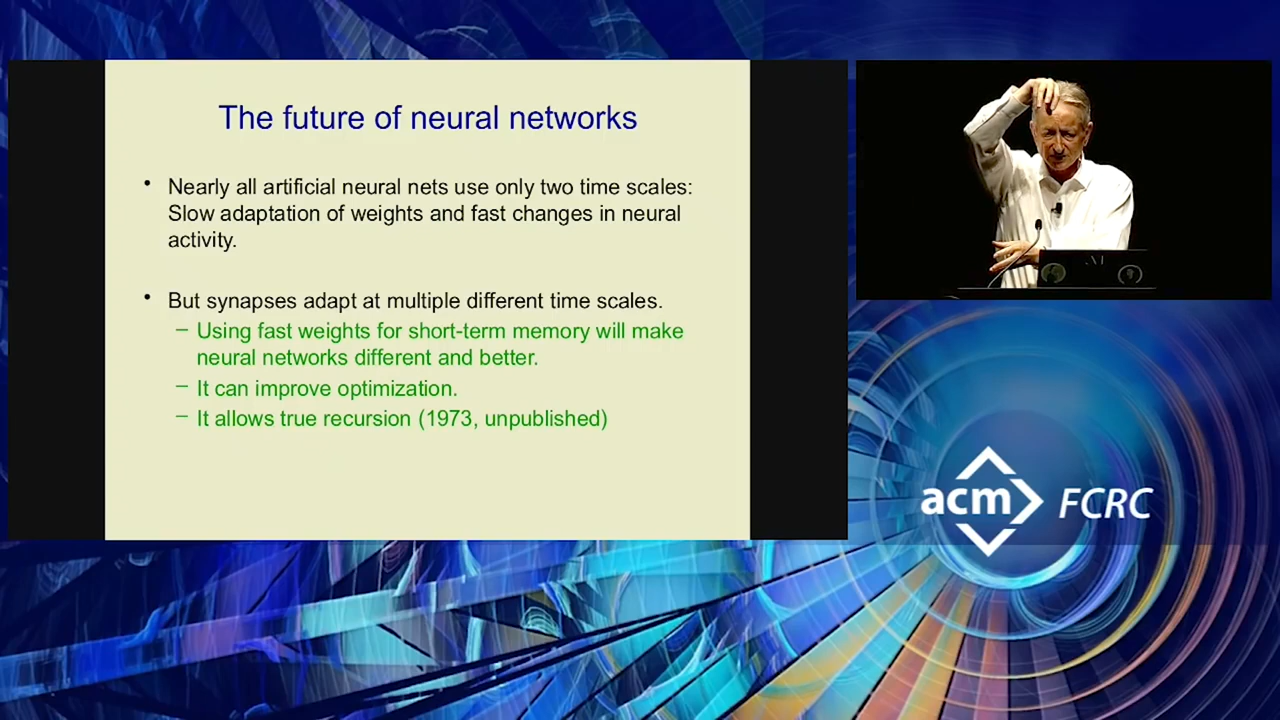 The future of neural networks
• Nearly all artificial neural nets use only two time scales:
Slow adaptation of weights and fast changes in neural
activity.
• But synapses adapt at multiple different time scales.
– Using fast weights for short-term memory will make
neural networks different and better.
– It can improve optimization.
– It allows true recursion (1973, unpublished)
acm FCRC